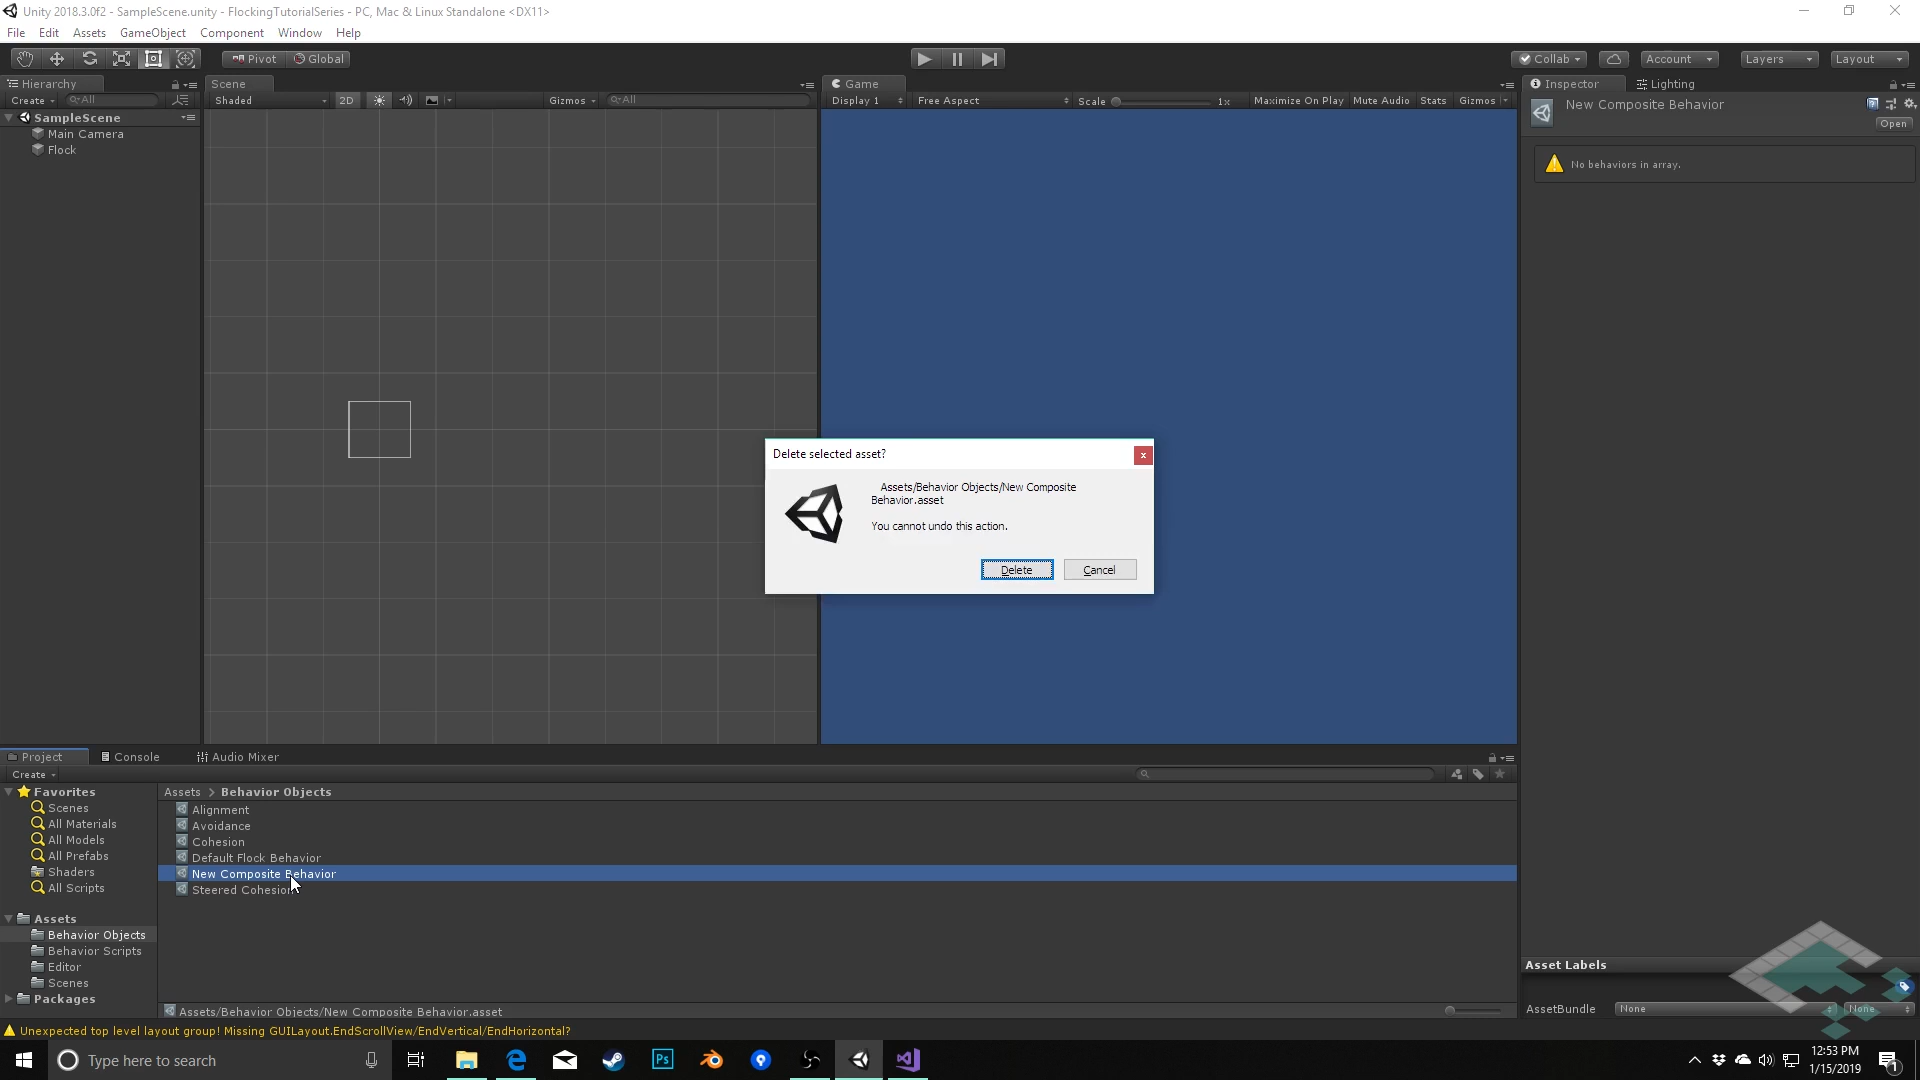 Unity 2018.3.0f2 - SampleScene.unity - FlockingTutorialSeries - PC, Mac & Linux Standalone <DX11>
File Edit Assets GameObject Component Window Help
Pivot Global Collab Account Layers Layout
Hierarchy Scene Game Inspector Lighting
Create All Shaded 2D Gizmos All Display 1 Free Aspect Scale 1x Maximize On Play Mute Audio Stats Gizmos New Composite Behavior
Open
SampleScene
Main Camera
Flock
No behaviors in array.
Delete selected asset?
x
Assets/Behavior Objects/New Composite
Behavior.asset
You cannot undo this action.
Delete Cancel
Project Console Audio Mixer
Create
Favorites
Scenes
All Materials
All Models
All Prefabs
Shaders
All Scripts
Assets
Behavior Objects
Behavior Scripts
Editor
Scenes
Packages
Assets > Behavior Objects
Alignment
Avoidance
Cohesion
Default Flock Behavior
New Composite Behavior
Steered Cohesion
Assets/Behavior Objects/New Composite Behavior.asset
Asset Labels
AssetBundle None None
Unexpected top level layout group! Missing GUILayout.EndScrollView/EndVertical/EndHorizontal?
Type here to search
Ps
12:53 PM
1/15/2019
1